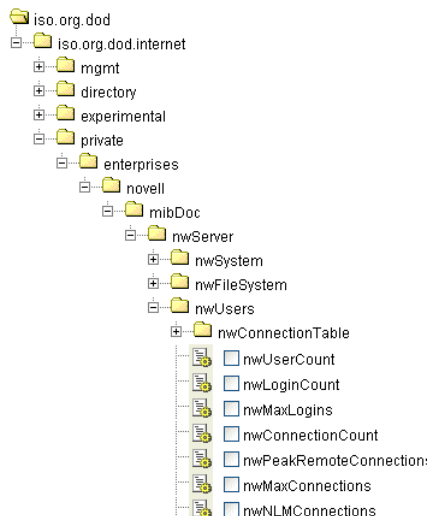 iso.org.dod
iso.org.dod.internet
mgmt
directory
experimental
private
enterprises
novell
mibDoc
nwServer
nwSystem
nwFileSystem
nwUsers
nwConnectionTable
nwUserCount
nwLoginCount
nwMaxLogins
nwConnectionCount
nwPeakRemoteConnections
nwMaxConnections
nwNLMConnections